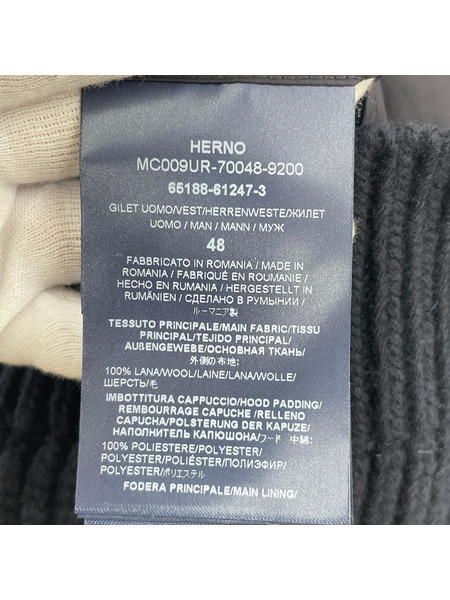 HERNO
MC009UR-70048-9200
65188-61247-3
GILET UOMO/VEST/HERRENWESTE/ЖИЛЕТ
UOMO / MAN / MANN / МУЖ
48
FABBRICATO IN ROMANIA / MADE IN
ROMANIA / FABRIQUÉ EN ROUMANIE /
HECHO EN RUMANIA / HERGESTELLT IN
RUMÄNIEN / СДЕЛАНО В РУМЫНИИ /
ルーマニア製
TESSUTO PRINCIPALE/MAIN FABRIC/TISSU
PRINCIPAL/TEJIDO PRINCIPAL/
AUßENGEWEBE/ОСНОВНАЯ ТКАНЬ/
外側の布地:
100% LANA/WOOL/LAINE/LANA/WOLLE/
ШЕРСТЬ/毛
IMBOTTITURA CAPPUCCIO/HOOD PADDING/
REMBOURRAGE CAPUCHE /RELLENO
CAPUCHA/POLSTERUNG DER KAPUZE/
НАПОЛНИТЕЛЬ КАПЮШОНА/フード 中綿:
100% POLIESTERE/POLYESTER/
POLYESTER/POLIÉSTER/ПОЛИЭФИР/
POLYESTER/ポリエステル
FODERA PRINCIPALE/MAIN LINING/